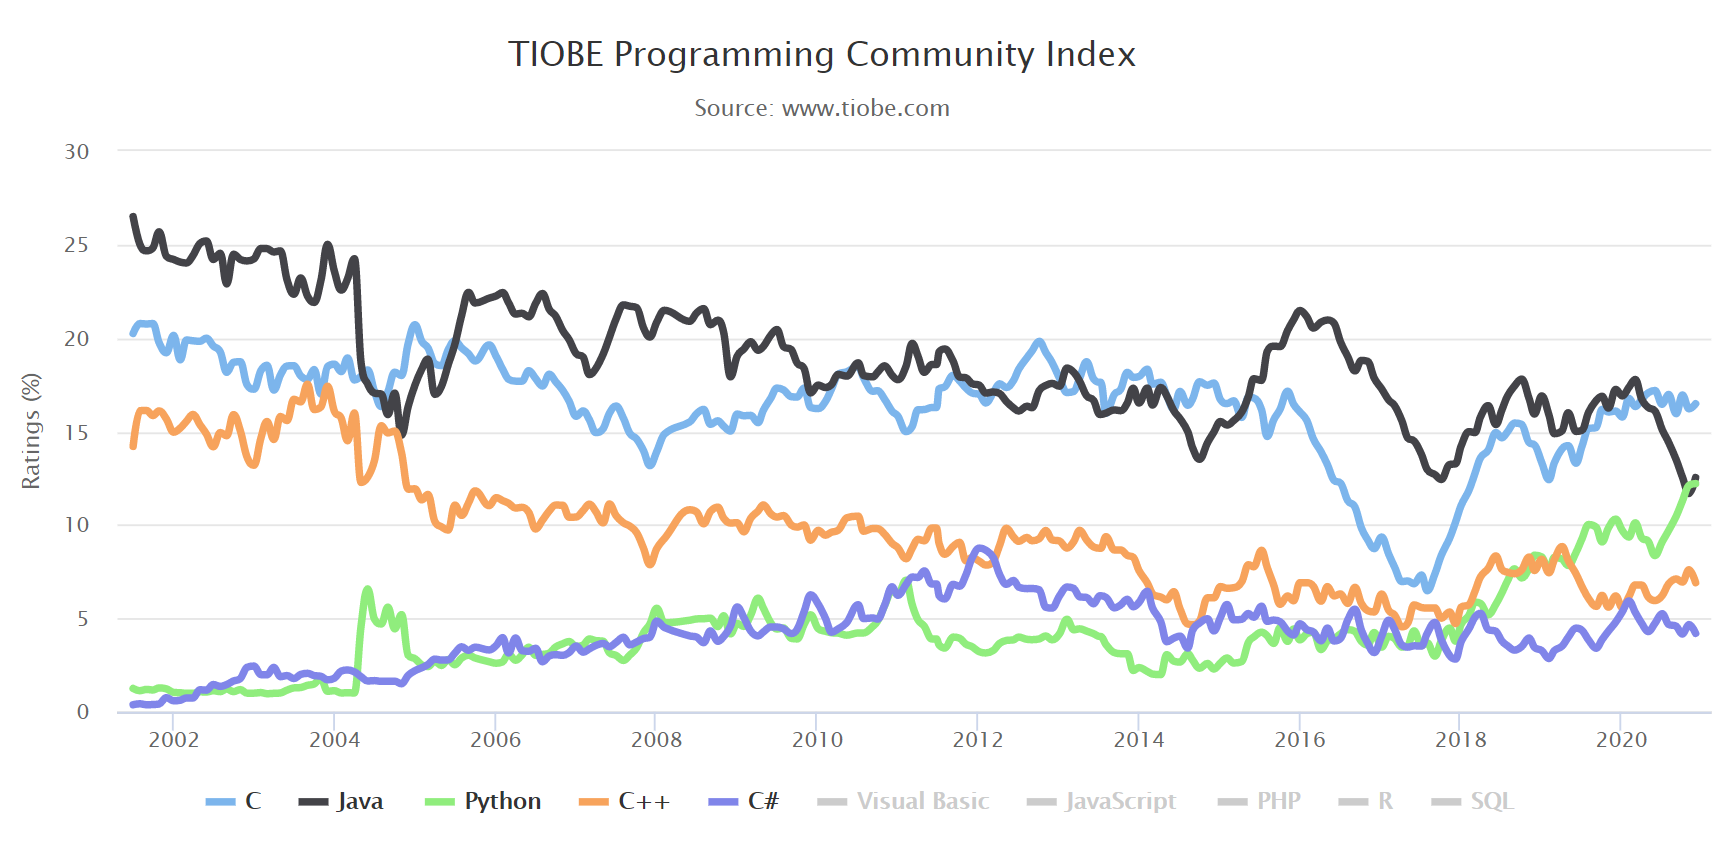 TIOBE Programming Community Index
Source: www.tiobe.com
Ratings (%)
30
25
20
15
10
5
0
2002 2004 2006 2008 2010 2012 2014 2016 2018 2020
C Java Python C++ C# Visual Basic JavaScript PHP R SQL